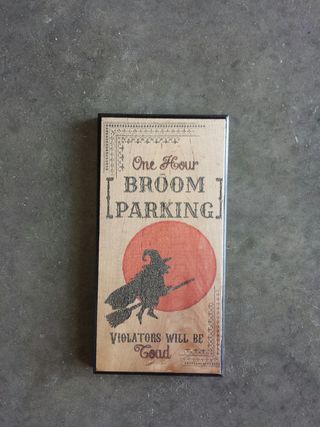 One Hour
BROOM
PARKING
VIOLATORS WILL BE
Toad